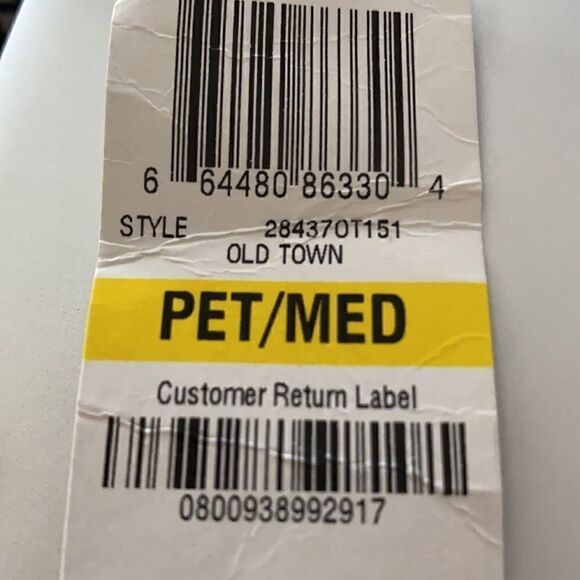 6 64480 86330 4
STYLE 284370T151
OLD TOWN
PET/MED
Customer Return Label
0800938992917